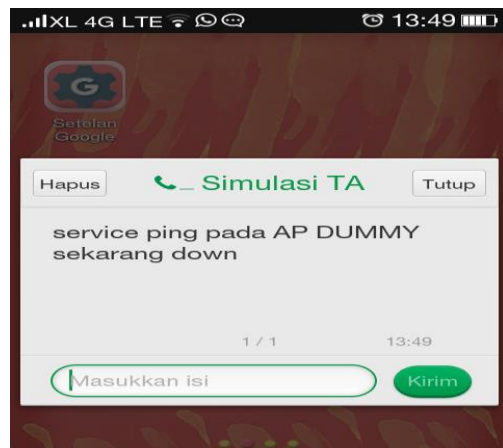 XL 4G LTE 13:49
G
Setelan
Google
Hapus
_ Simulasi TA
Tutup
service ping pada AP DUMMY
sekarang down
1 / 1
13:49
Masukkan isi
Kirim